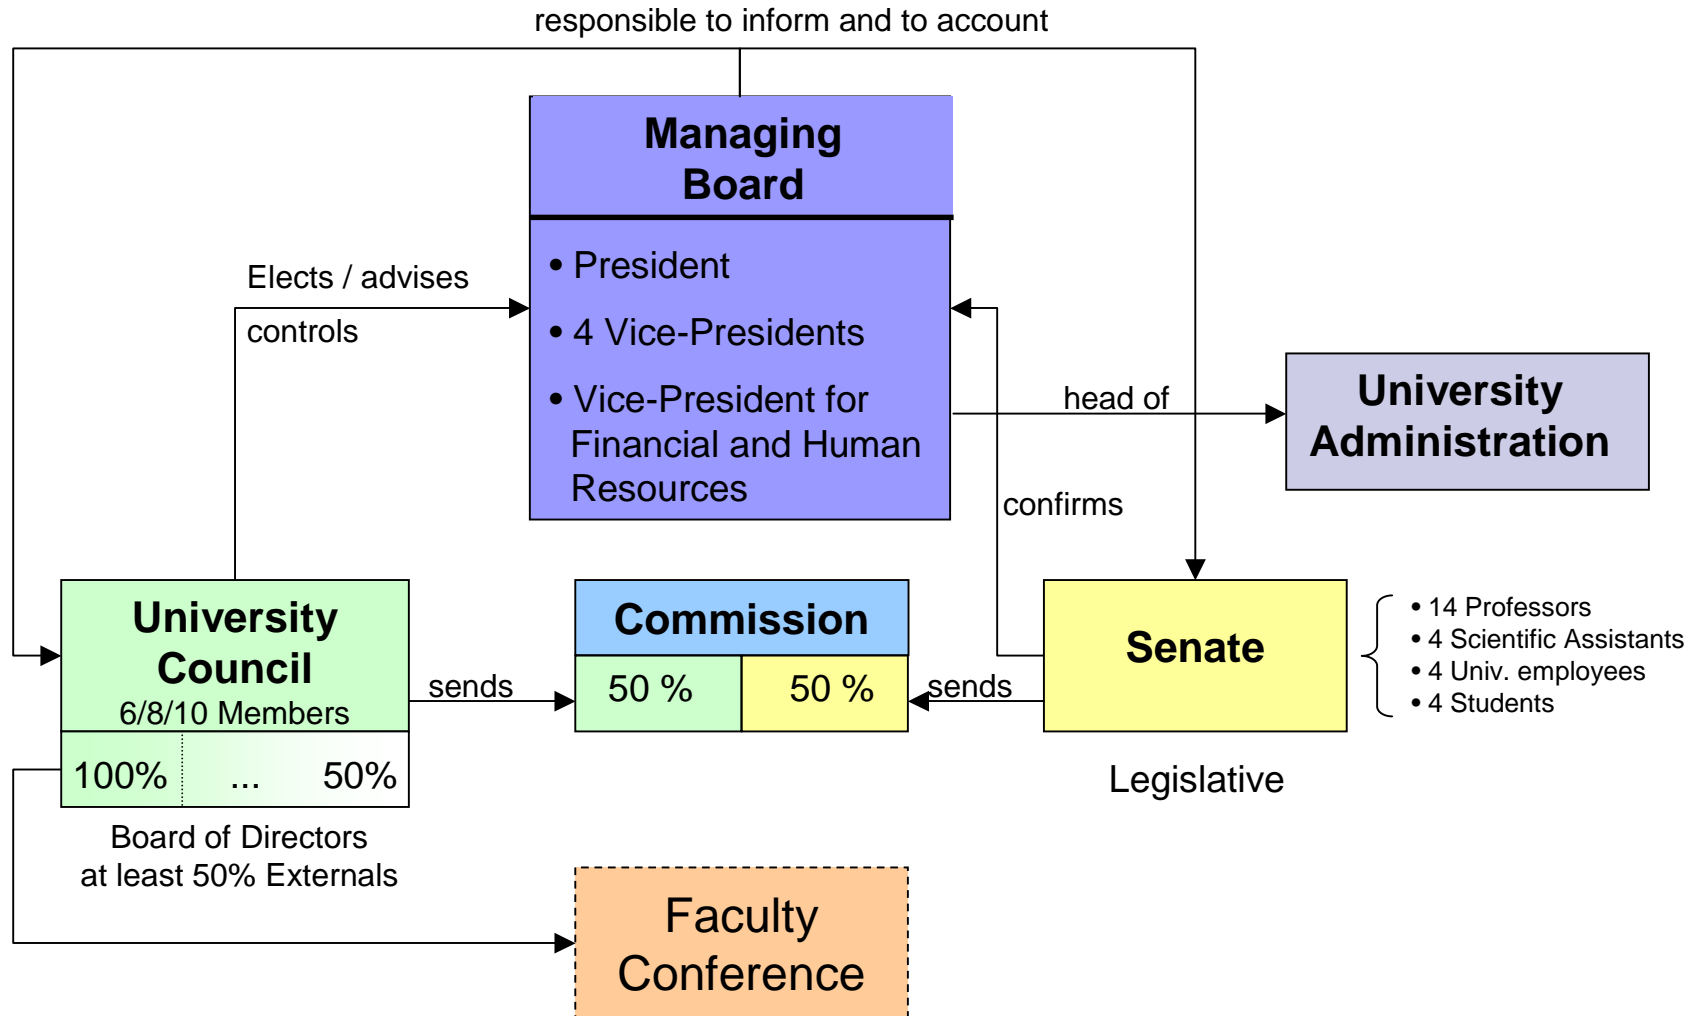 responsible to inform and to account
Managing
Board
• President
• 4 Vice-Presidents
• Vice-President for
Financial and Human
Resources
Elects / advises
controls
head of
University
Administration
confirms
University
Council
6/8/10 Members
100% ... 50%
Board of Directors
at least 50% Externals
sends
Commission
50 % 50 %
sends
Senate
• 14 Professors
• 4 Scientific Assistants
• 4 Univ. employees
• 4 Students
Legislative
Faculty
Conference